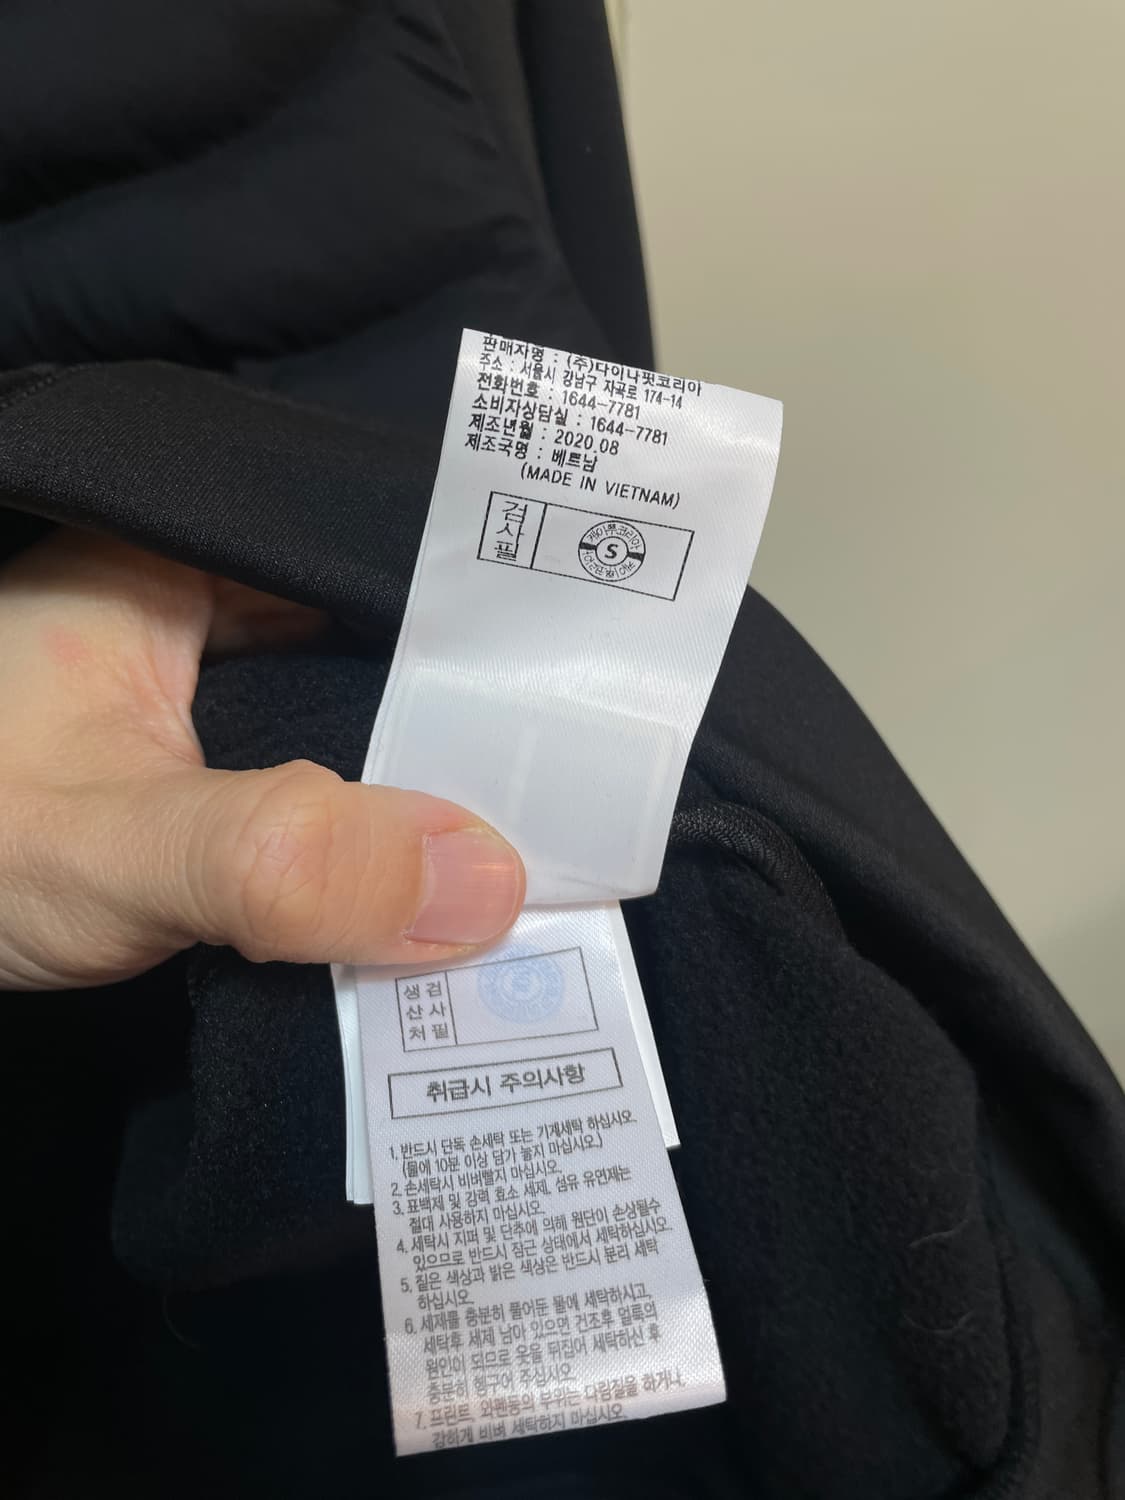 판매자명 : (주)다이나핏코리아
주소 : 서울시 강남구 자곡로 174-14
전화번호 : 1644-7781
소비자상담실 : 1644-7781
제조년월 : 2020.08
제조국명 : 베트남
(MADE IN VIETNAM)
검사필
케이투코리아
S
생산처
검사필
취급시 주의사항
1. 반드시 단독 손세탁 또는 기계세탁 하십시오.
(물에 10분 이상 담가 놓지 마십시오.)
2. 손세탁시 비벼빨지 마십시오.
3. 표백제 및 강력 효소 세제, 섬유 유연제는
절대 사용하지 마십시오.
4. 세탁시 지퍼 및 단추에 의해 원단이 손상될수
있으므로 반드시 잠근 상태에서 세탁하십시오.
5. 짙은 색상과 밝은 색상은 반드시 분리 세탁
하십시오.
6. 세제를 충분히 풀어둔 물에 세탁하시고,
세탁후 세제 남아 있으면 건조후 얼룩의
원인이 되므로 옷을 뒤집어 세탁하신 후
충분히 헹구어 주십시오.
7. 프린트, 와펜등의 부위는 다림질을 하거나,
강하게 비벼 세탁하지 마십시오.